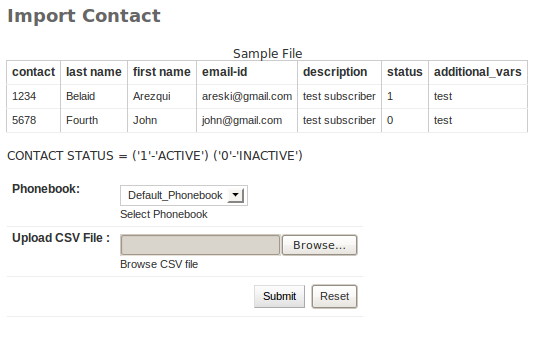 Import Contact
Sample File
contact last name first name email-id description status additional_vars
1234 Belaid Arezqui areski@gmail.com test subscriber 1 test
5678 Fourth John john@gmail.com test subscriber 0 test
CONTACT STATUS = ('1'-'ACTIVE') ('0'-'INACTIVE')
Phonebook: Default_Phonebook
Select Phonebook
Upload CSV File : Browse...
Browse CSV file
Submit Reset